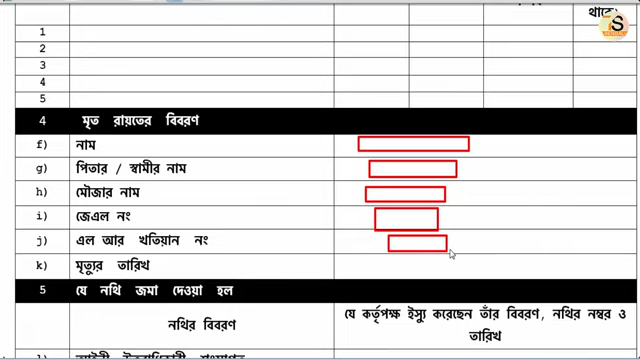 থাকে)
1
2
3
4
5
4 মৃত রায়তের বিবরণ
f) নাম
g) পিতার / স্বামীর নাম
h) মৌজার নাম
i) জেএল নং
j) এল আর খতিয়ান নং
k) মৃত্যুর তারিখ
5 যে নথি জমা দেওয়া হল
নথির বিবরণ
যে কর্তৃপক্ষ ইস্যু করেছেন তাঁর বিবরণ, নথির নম্বর ও
তারিখ